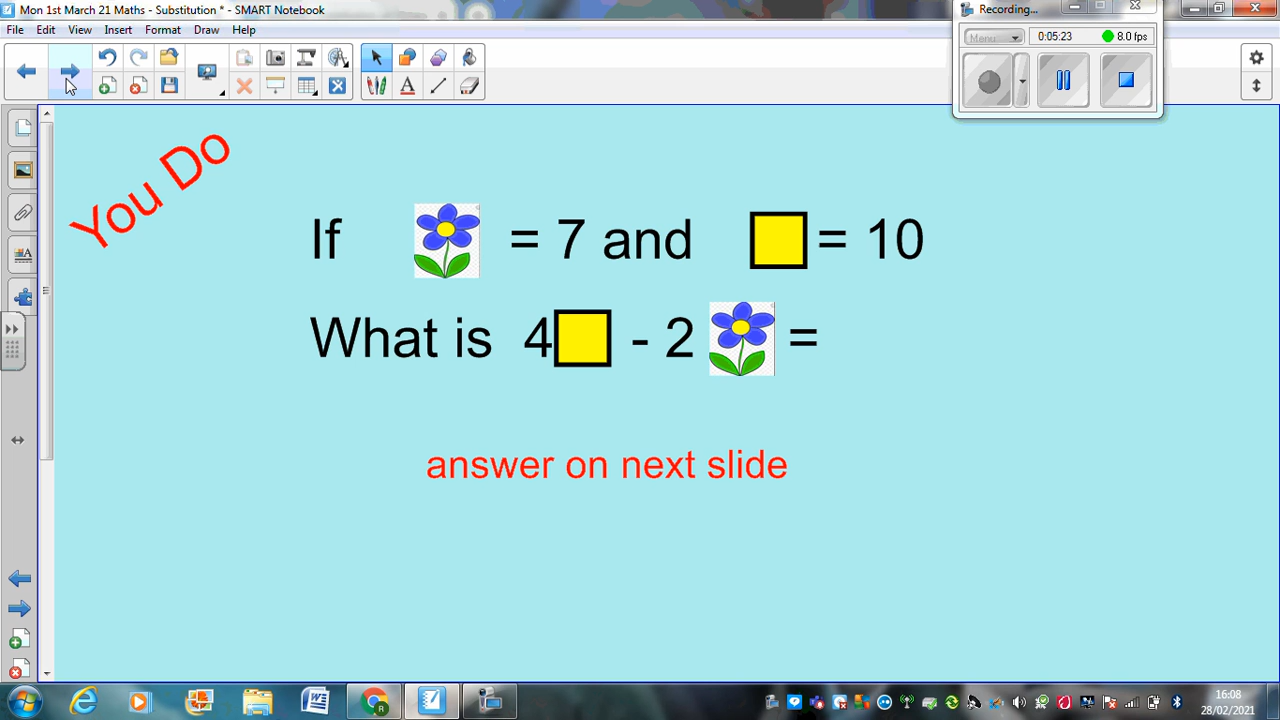 Mon 1st March 21 Maths - Substitution * - SMART Notebook
Recording...
File Edit View Insert Format Draw Help
Menu 0:05:23 8.0 fps
You Do
If = 7 and = 10
What is 4 - 2 =
answer on next slide
16:08
28/02/2021